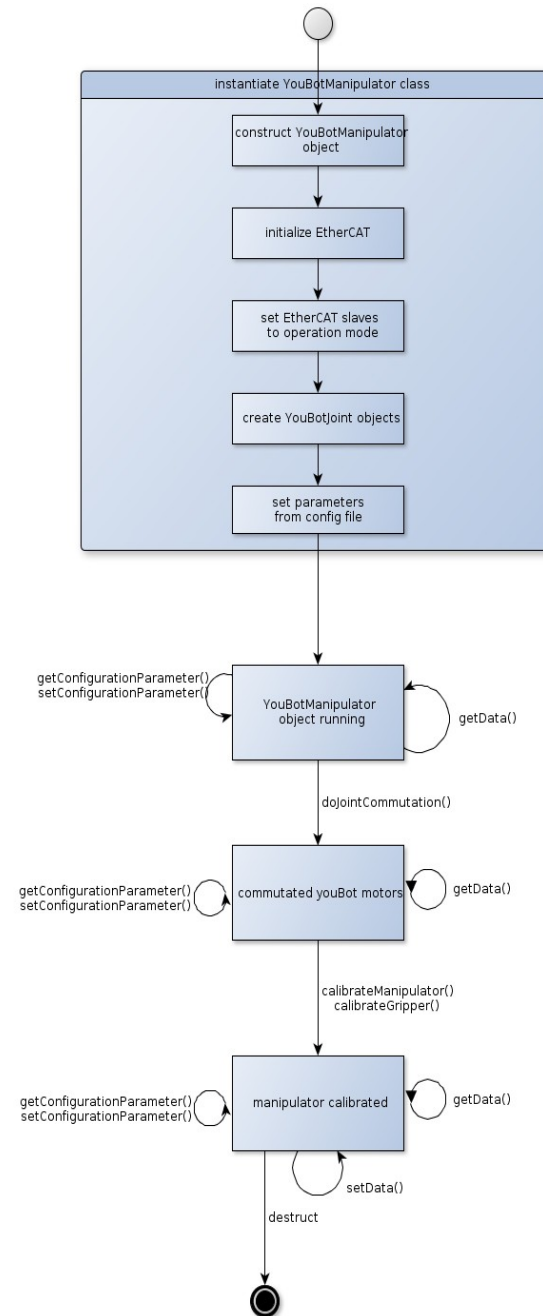 instantiate YouBotManipulator class
construct YouBotManipulator
object
initialize EtherCAT
set EtherCAT slaves
to operation mode
create YouBotJoint objects
set parameters
from config file
getConfigurationParameter()
setConfigurationParameter()
YouBotManipulator
object running
getData()
doJointCommutation()
getConfigurationParameter()
setConfigurationParameter()
commutated youBot motors
getData()
calibrateManipulator()
calibrateGripper()
getConfigurationParameter()
setConfigurationParameter()
manipulator calibrated
getData()
setData()
destruct